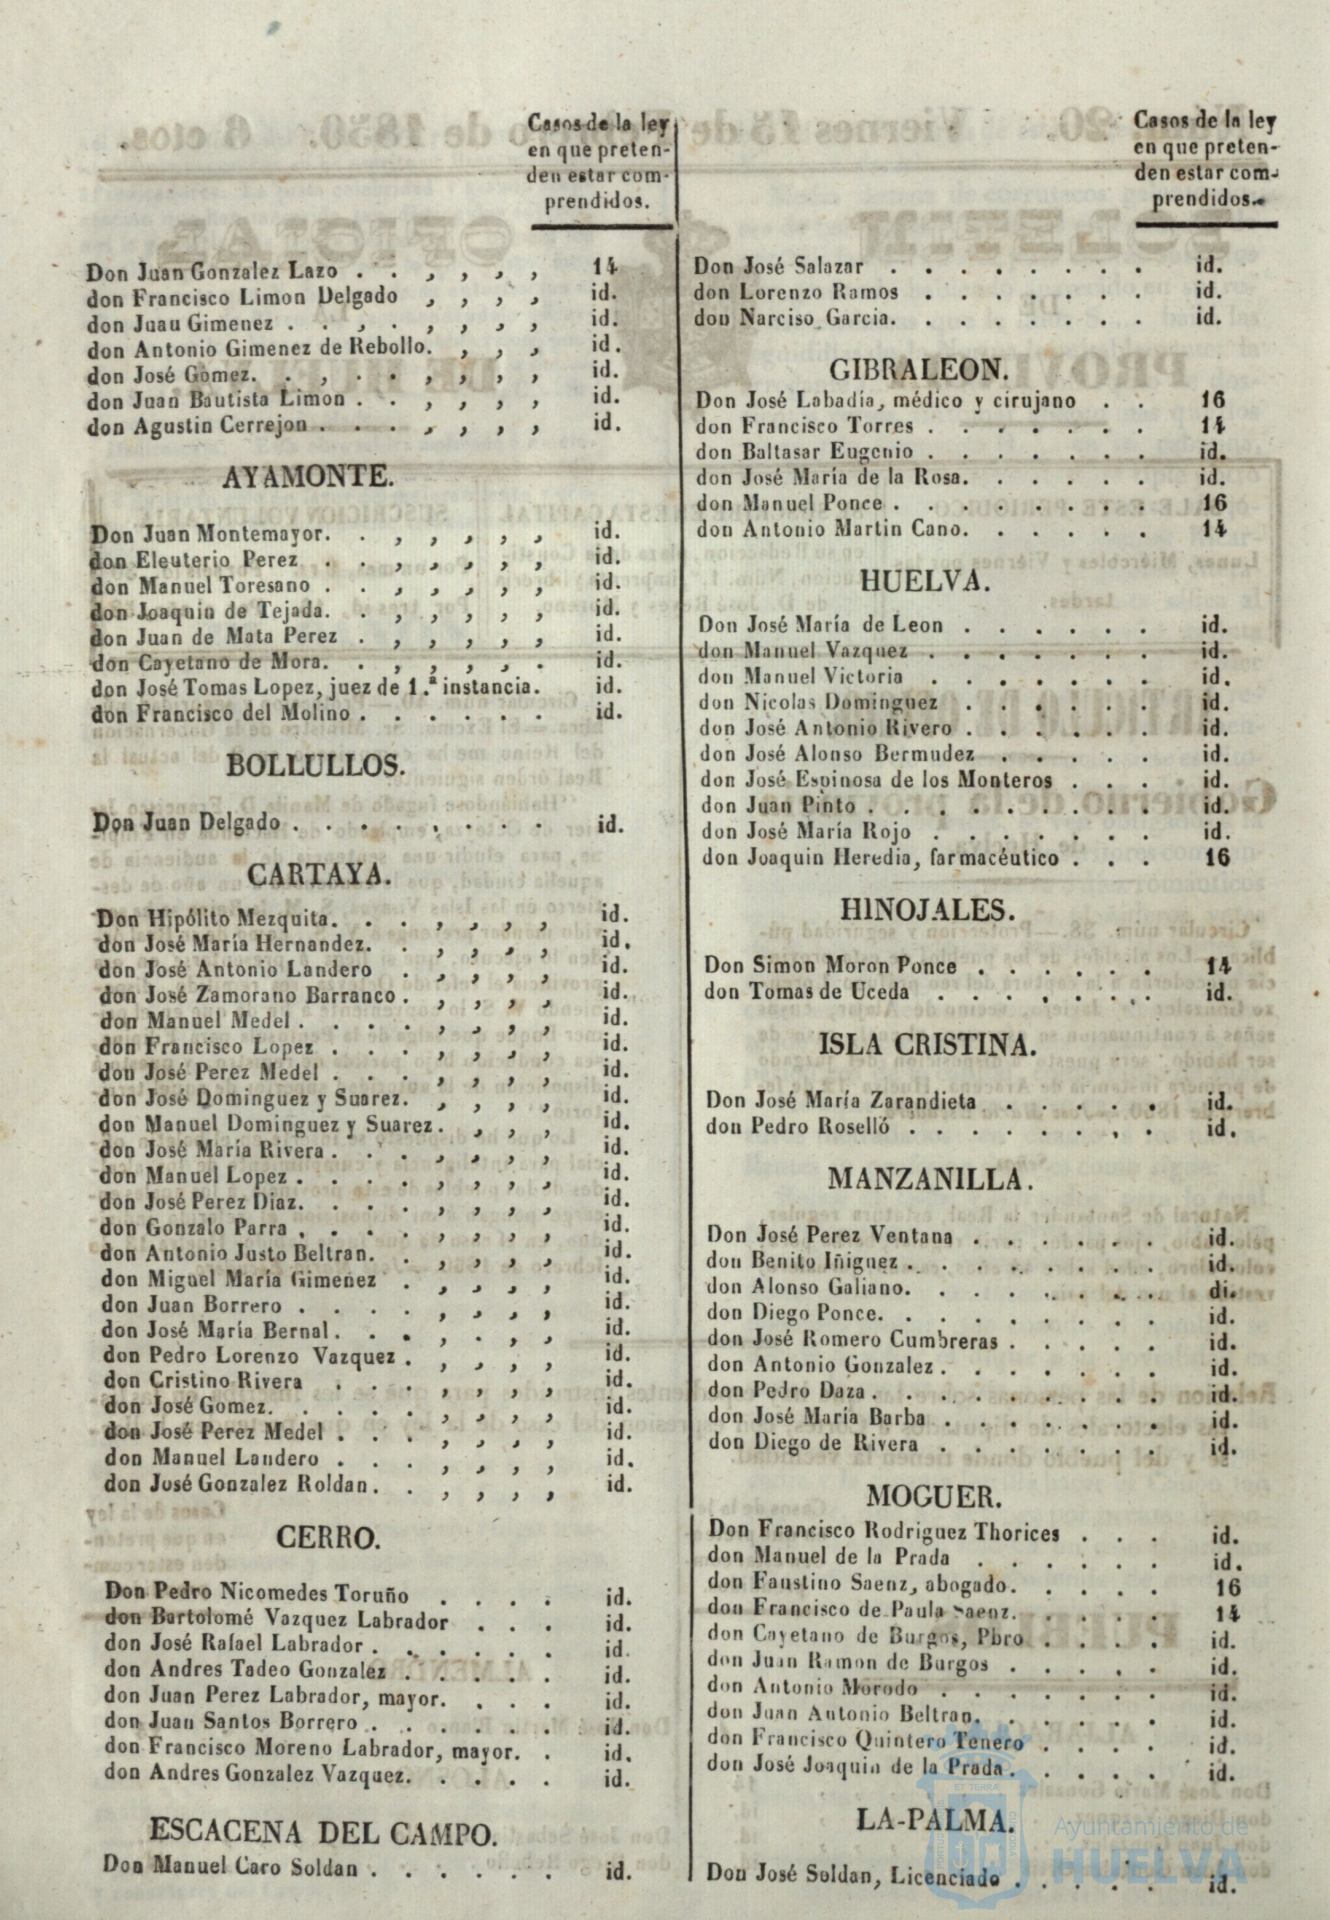 Casos de la ley
en que preten-
den estar com-
prendidos.
Don Juan Gonzalez Lazo . . , , , , 14
don Francisco Limon Delgado , , , , id.
don Juau Gimenez . . , . , , , , id.
don Antonio Gimenez de Rebollo. , , , id.
don José Gomez. . , . . , , , , id.
don Juan Bautista Limon . . , , , , id.
don Agustin Cerrejon . . . , , , , id.
AYAMONTE.
Don Juan Montemayor. . , , , , , id.
don Eleuterio Perez . . , , , , , id.
don Manuel Toresano . . , , , , , id.
don Joaquin de Tejada. . , , , , , id.
don Juan de Mata Perez . , , , , , id.
don Cayetano de Mora. . , , , , . id.
don José Tomas Lopez, juez de 1.ª instancia. id.
don Francisco del Molino . . . . . . id.
BOLLULLOS.
Don Juan Delgado . . . . . . . . id.
CARTAYA.
Don Hipólito Mezquita. . . , , , , id.
don José María Hernandez. . , , , , id.
don José Antonio Landero . , , , , id.
don José Zamorano Barranco . , , , , id.
don Manuel Medel . . . . , , , , id.
don Francisco Lopez . . . , , , , id.
don José Perez Medel . . . , , , , id.
don José Dominguez y Suarez. , , , , id.
don Manuel Dominguez y Suarez . , , , id.
don José María Rivera . . . , , , , id.
don Manuel Lopez . . . . , , , , id.
don José Perez Diaz. . . . , , , , id.
don Gonzalo Parra , . . . , , , , id.
don Antonio Justo Beltran. . , , , , id.
don Miguel María Gimenez . , , , , id.
don Juan Borrero . . . . , , , , id.
don José María Bernal . . . , . , , id.
don Pedro Lorenzo Vazquez . , , , , id.
don Cristino Rivera . . . , , , , id.
don José Gomez. . . . . , , , , id.
don José Perez Medel . . . , , , , id.
don Manuel Landero . . . , , , , id.
don José Gonzalez Roldan . . , , , , id.
CERRO.
Don Pedro Nicomedes Toruño . . . . id.
don Bartolomé Vazquez Labrador . . . id.
don José Rafael Labrador . . . . . . id.
don Andres Tadeo Gonzalez . . . . . id.
don Juan Perez Labrador, mayor. . . . id.
don Juan Santos Borrero . . . . . . id.
don Francisco Moreno Labrador, mayor. . id.
don Andres Gonzalez Vazquez. . . . . id.
ESCACENA DEL CAMPO.
Don Manuel Caro Soldan . . . . . . id.
Casos de la ley
en que preten-
den estar com-
prendidos.
Don José Salazar . . . . . . . . id.
don Lorenzo Ramos . . . . . . . id.
don Narciso Garcia. . . . . . . . id.
GIBRALEON.
Don José Labadía, médico y cirujano . . 16
don Francisco Torres . . . . . . . 14
don Baltasar Eugenio . . . . . . . id.
don José María de la Rosa. . . . . . id.
don Manuel Ponce . . . . . . . . 16
don Antonio Martin Cano. . . . . . 14
HUELVA.
Don José María de Leon . . . . . . id.
don Manuel Vazquez . . . . . . . id.
don Manuel Victoria . . . . . . . id.
don Nicolas Dominguez . . . . . . id.
don José Antonio Rivero . . . . . . id.
don José Alonso Bermudez . . . . . id.
don José Espinosa de los Monteros . . . id.
don Juan Pinto . . . . . . . . . id.
don José María Rojo . . . . . . . id.
don Joaquin Heredia, farmacéutico . . . 16
H1NOJALES.
Don Simon Moron Ponce . . . . . . 14
don Tomas de Uceda . . . . . . . id.
ISLA CRISTINA.
Don José María Zarandieta . . . . . id.
don Pedro Roselló . . . . . . . . id.
MANZANILLA.
Don José Perez Ventana . . . . . . id.
don Benito Iñiguez . . . . . . . . id.
don Alonso Galiano. . . . . . . . di.
don Diego Ponce. . . . . . . . . id.
don José Romero Cumbreras . . . . . id.
don Antonio Gonzalez . . . . . . . id.
don Pedro Daza . . . . . . . . . id.
don José María Barba . . . . . . . id.
don Diego de Rivera . . . . . . . id.
MOGUER.
Don Francisco Rodriguez Thorices . . . id.
don Manuel de la Prada . . . . . . id.
don Faustino Saenz, abogado. . . . . 16
don Francisco de Paula Saenz. . . . . 14
don Cayetano de Burgos, Pbro . . . . id.
don Juan Ramon de Burgos . . . . . id.
don Antonio Morodo . . . . . . . id.
don Juan Antonio Beltran. . . . . . id.
don Francisco Quintero Tenero . . . . id.
don José Joaquin de la Prada . . . . . id.
LA-PALMA.
Don José Soldan, Licenciado . . . . . id.
Ayuntamiento de
HUELVA